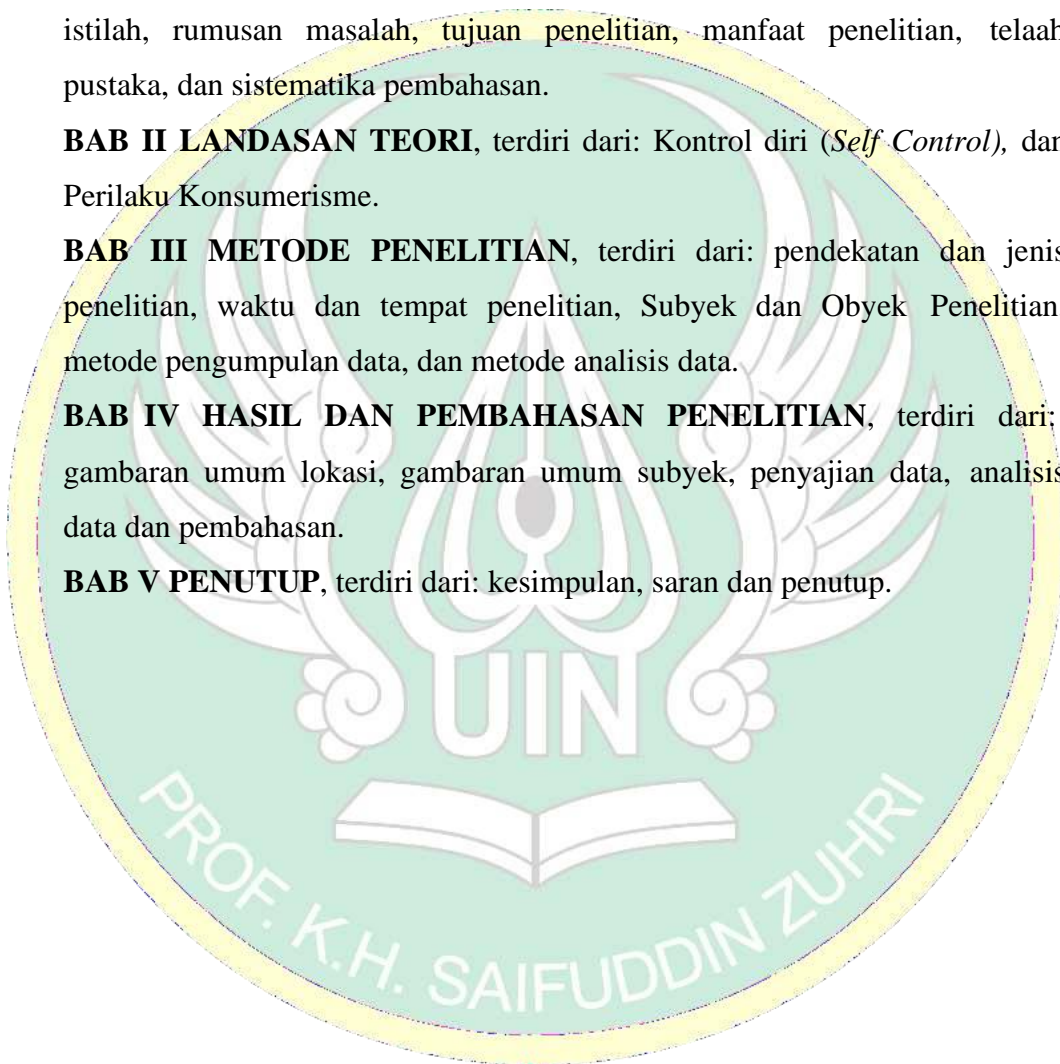 istilah, rumusan masalah, tujuan penelitian, manfaat penelitian, telaah
pustaka, dan sistematika pembahasan.
BAB II LANDASAN TEORI, terdiri dari: Kontrol diri (Self Control), dan
Perilaku Konsumerisme.
BAB III METODE PENELITIAN, terdiri dari: pendekatan dan jenis
penelitian, waktu dan tempat penelitian, Subyek dan Obyek Penelitian,
metode pengumpulan data, dan metode analisis data.
BAB IV HASIL DAN PEMBAHASAN PENELITIAN, terdiri dari:
gambaran umum lokasi, gambaran umum subyek, penyajian data, analisis
data dan pembahasan.
BAB V PENUTUP, terdiri dari: kesimpulan, saran dan penutup.
UIN
PROF. K.H. SAIFUDDIN ZUHRI